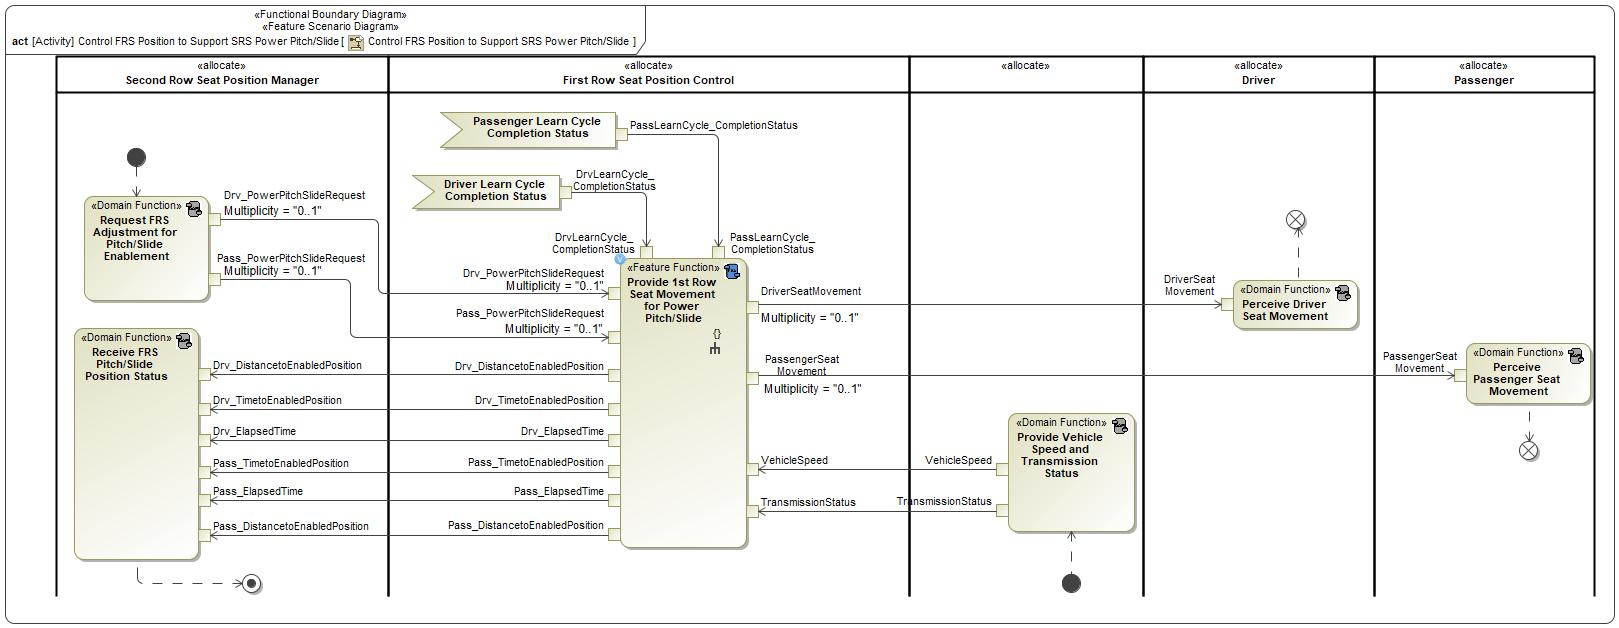 «Functional Boundary Diagram»
«Feature Scenario Diagram»
act [Activity] Control FRS Position to Support SRS Power Pitch/Slide [ Control FRS Position to Support SRS Power Pitch/Slide ]
«allocate»
Second Row Seat Position Manager
«allocate»
First Row Seat Position Control
«allocate»
«allocate»
Driver
«allocate»
Passenger
Passenger Learn Cycle
Completion Status
PassLearnCycle_CompletionStatus
Driver Learn Cycle
Completion Status
DrvLearnCycle_
CompletionStatus
«Domain Function»
Request FRS
Adjustment for
Pitch/Slide
Enablement
Drv_PowerPitchSlideRequest
Multiplicity = "0..1"
Pass_PowerPitchSlideRequest
Multiplicity = "0..1"
DrvLearnCycle_
CompletionStatus
PassLearnCycle_
CompletionStatus
«Feature Function»
Provide 1st Row
Seat Movement
for Power
Pitch/Slide
{}
Drv_PowerPitchSlideRequest
Multiplicity = "0..1"
Pass_PowerPitchSlideRequest
Multiplicity = "0..1"
DriverSeatMovement
Multiplicity = "0..1"
PassengerSeat
Movement
Multiplicity = "0..1"
DriverSeat
Movement
«Domain Function»
Perceive Driver
Seat Movement
PassengerSeat
Movement
«Domain Function»
Perceive
Passenger Seat
Movement
«Domain Function»
Receive FRS
Pitch/Slide
Position Status
Drv_DistancetoEnabledPosition
Drv_DistancetoEnabledPosition
Drv_TimetoEnabledPosition
Drv_TimetoEnabledPosition
Drv_ElapsedTime
Drv_ElapsedTime
Pass_TimetoEnabledPosition
Pass_TimetoEnabledPosition
Pass_ElapsedTime
Pass_ElapsedTime
Pass_DistancetoEnabledPosition
Pass_DistancetoEnabledPosition
VehicleSpeed
VehicleSpeed
TransmissionStatus
TransmissionStatus
«Domain Function»
Provide Vehicle
Speed and
Transmission
Status